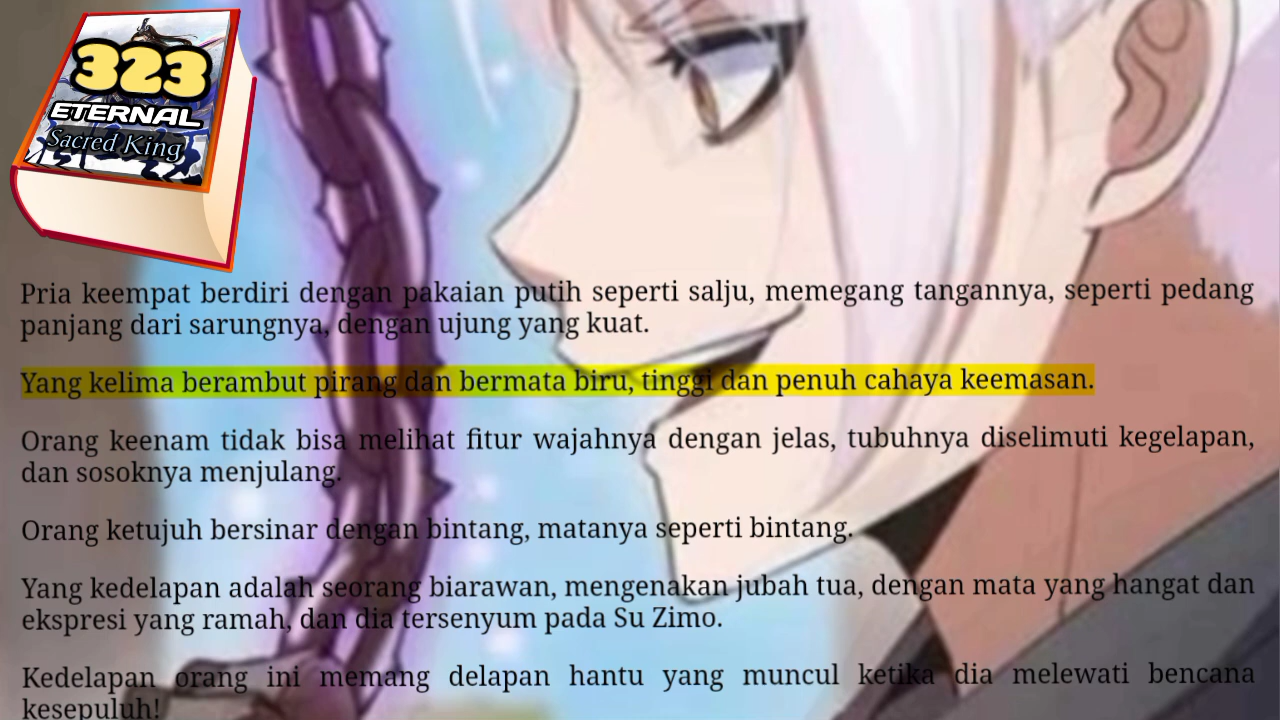 323
ETERNAL
Sacred King
Pria keempat berdiri dengan pakaian putih seperti salju, memegang tangannya, seperti pedang
panjang dari sarungnya, dengan ujung yang kuat.
Yang kelima berambut pirang dan bermata biru, tinggi dan penuh cahaya keemasan.
Orang keenam tidak bisa melihat fitur wajahnya dengan jelas, tubuhnya diselimuti kegelapan,
dan sosoknya menjulang.
Orang ketujuh bersinar dengan bintang, matanya seperti bintang.
Yang kedelapan adalah seorang biarawan, mengenakan jubah tua, dengan mata yang hangat dan
ekspresi yang ramah, dan dia tersenyum pada Su Zimo.
Kedelapan orang ini memang delapan hantu yang muncul ketika dia melewati bencana
kesepuluh!